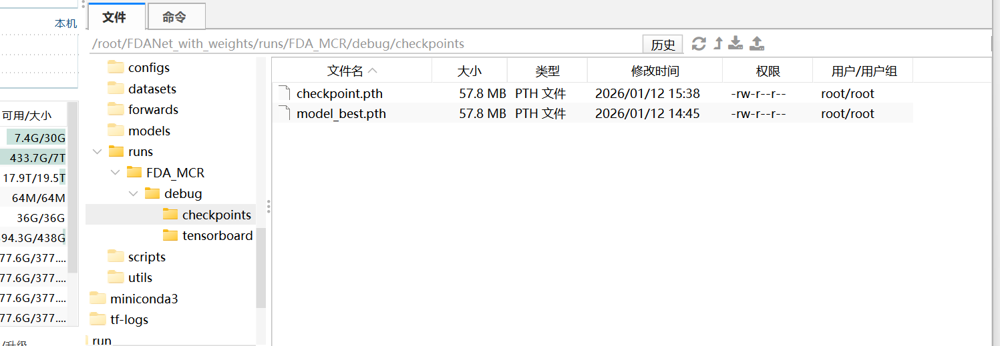 本机
可用/大小
7.4G/30G
433.7G/7T
17.9T/19.5T
64M/64M
36G/36G
94.3G/438G
77.6G/377....
77.6G/377....
77.6G/377....
77.6G/377....
/升级
文件 命令
/root/FDANet_with_weights/runs/FDA_MCR/debug/checkpoints 历史
configs
datasets
forwards
models
runs
FDA_MCR
debug
checkpoints
tensorboard
scripts
utils
miniconda3
tf-logs
run
文件名 大小 类型 修改时间 权限 用户/用户组
checkpoint.pth 57.8 MB PTH 文件 2026/01/12 15:38 -rw-r--r-- root/root
model_best.pth 57.8 MB PTH 文件 2026/01/12 14:45 -rw-r--r-- root/root